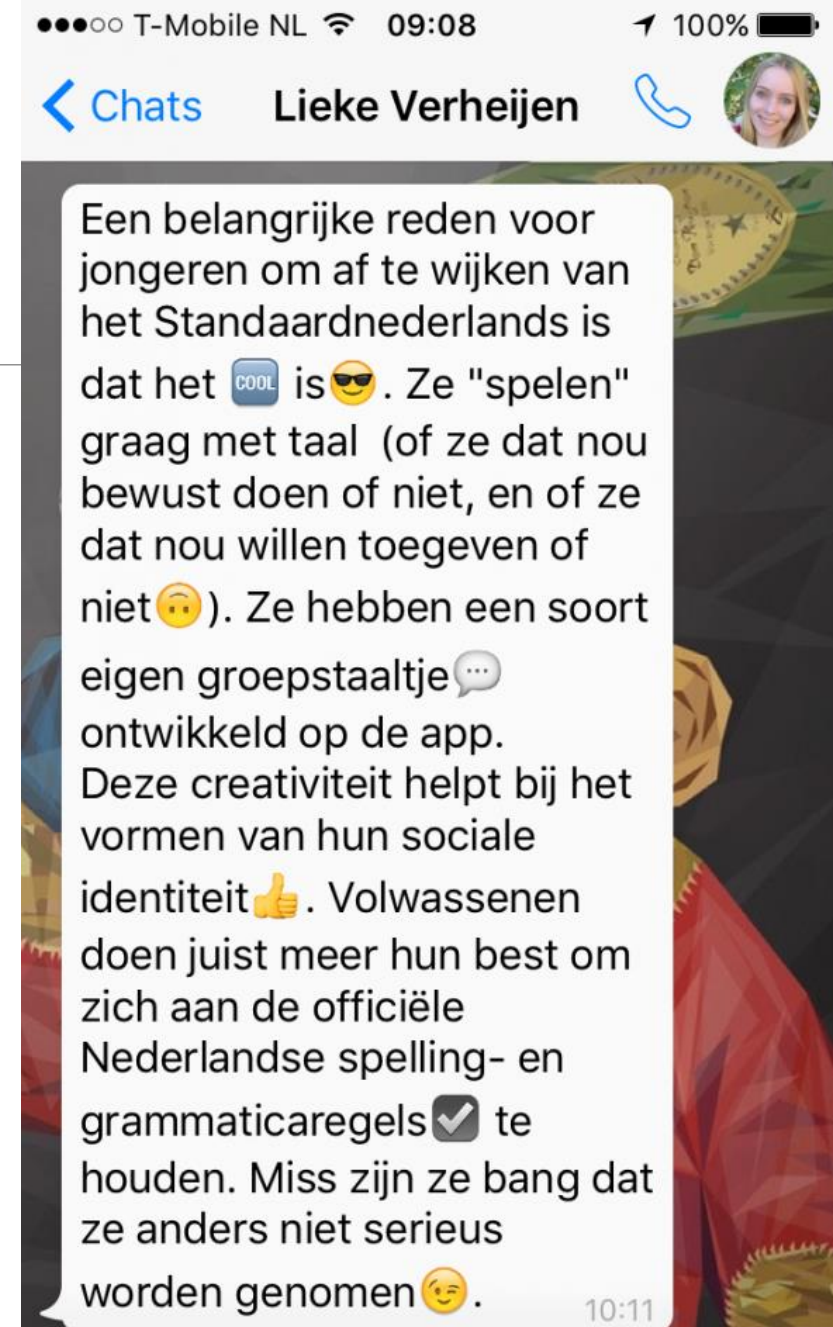 ●●●○○ T-Mobile NL 09:08 100%
Chats Lieke Verheijen
Een belangrijke reden voor
jongeren om af te wijken van
het Standaardnederlands is
dat het 🆒 is😎. Ze "spelen"
graag met taal  (of ze dat nou
bewust doen of niet, en of ze
dat nou willen toegeven of
niet🙃). Ze hebben een soort
eigen groepstaaltje💬
ontwikkeld op de app.
Deze creativiteit helpt bij het
vormen van hun sociale
identiteit👍. Volwassenen
doen juist meer hun best om
zich aan de officiële
Nederlandse spelling- en
grammaticaregels☑ te
houden. Miss zijn ze bang dat
ze anders niet serieus
worden genomen😉.
10:11